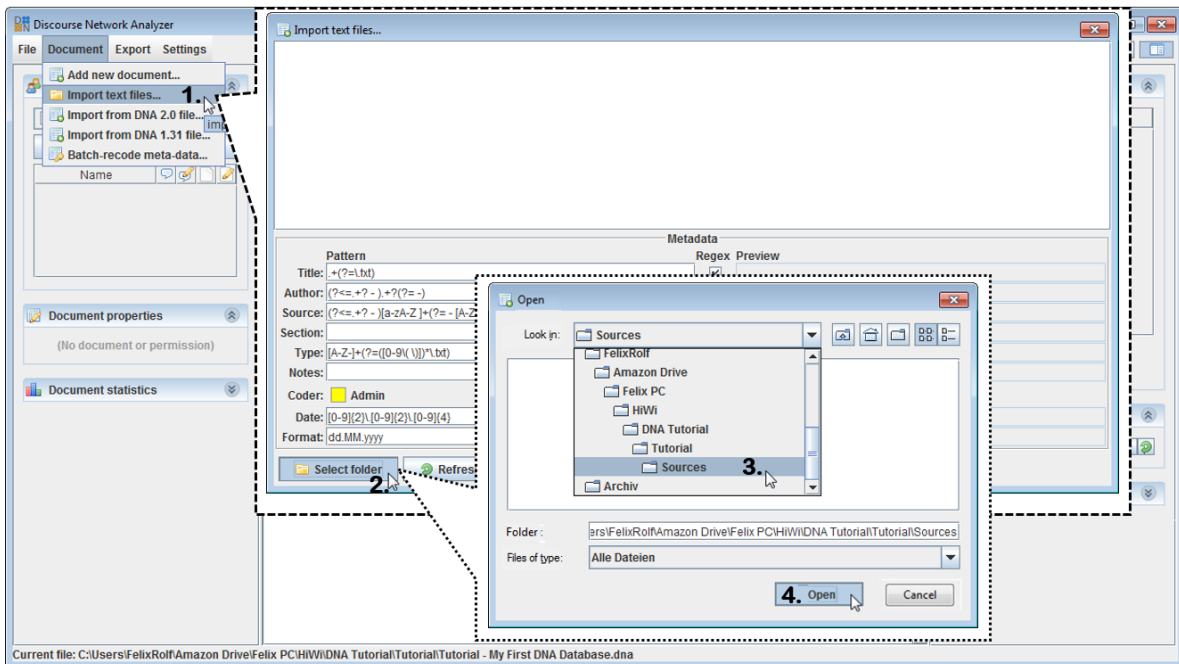 Discourse Network Analyzer
File Document Export Settings
Add new document...
Import text files... 1.
Import from DNA 2.0 file...
imp
Import from DNA 1.31 file...
Batch-recode meta-data...
Name
Document properties
(No document or permission)
Document statistics
Import text files...
Metadata
Pattern Regex Preview
Title: .+(?=\.txt)
Author: (?<=.+? - ).+?(?= -)
Source: (?<=.+? - )[a-zA-Z ]+(?= - [A-Z
Section:
Type: [A-Z-]+(?=([0-9\( \)])*\.txt)
Notes:
Coder: Admin
Date: [0-9]{2}\.[0-9]{2}\.[0-9]{4}
Format: dd.MM.yyyy
Select folder Refres
2.
Open
Look in: Sources
FelixRolf
Amazon Drive
Felix PC
HiWi
DNA Tutorial
Tutorial
Sources 3.
Archiv
Folder : ers\FelixRolf\Amazon Drive\Felix PC\HiWi\DNA Tutorial\Tutorial\Sources
Files of type: Alle Dateien
4. Open Cancel
Current file: C:\Users\FelixRolf\Amazon Drive\Felix PC\HiWi\DNA Tutorial\Tutorial\Tutorial - My First DNA Database.dna